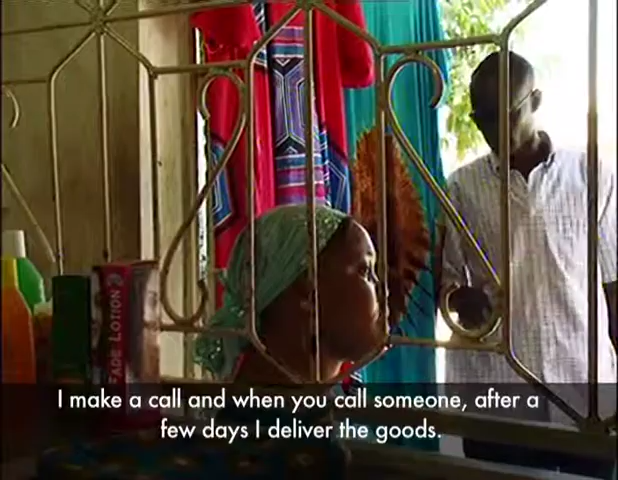 ADE LOTION
I make a call and when you call someone, after a
few days I deliver the goods.